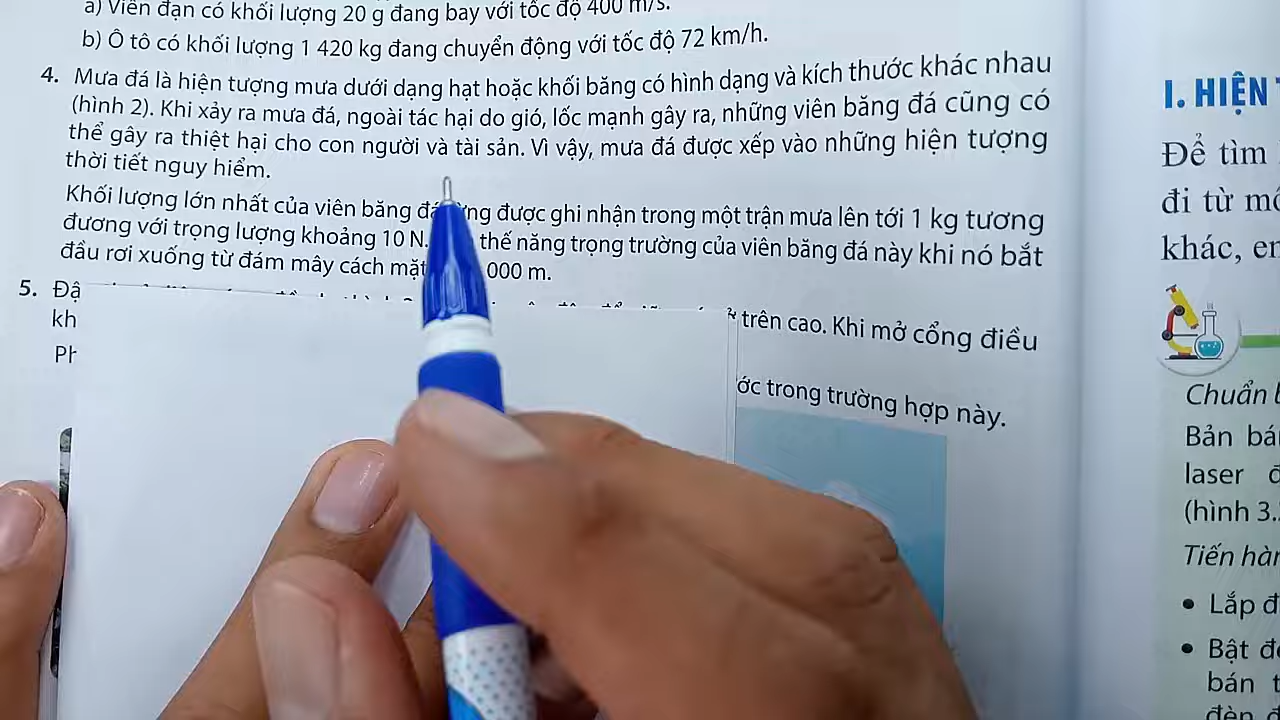 a) Viên đạn có khối lượng 20 g đang bay với tốc độ 400 m/s.
b) Ô tô có khối lượng 1 420 kg đang chuyển động với tốc độ 72 km/h.
4. Mưa đá là hiện tượng mưa dưới dạng hạt hoặc khối băng có hình dạng và kích thước khác nhau
(hình 2). Khi xảy ra mưa đá, ngoài tác hại do gió, lốc mạnh gây ra, những viên băng đá cũng có
thể gây ra thiệt hại cho con người và tài sản. Vì vậy, mưa đá được xếp vào những hiện tượng
thời tiết nguy hiểm.
Khối lượng lớn nhất của viên băng được ghi nhận trong một trận mưa lên tới 1 kg tương
đương với trọng lượng khoảng 10 N. thế năng trọng trường của viên băng đá này khi nó bắt
đầu rơi xuống từ đám mây cách 000 m.
5.
trên cao. Khi mở cổng điều
kh
trong trường hợp này.
I. HIỆN
Để tìm
đi từ
khác,
Chuẩn
Bản
laser
(hình 3.
Tiến
• Lắp
• Bật
bán
đèn